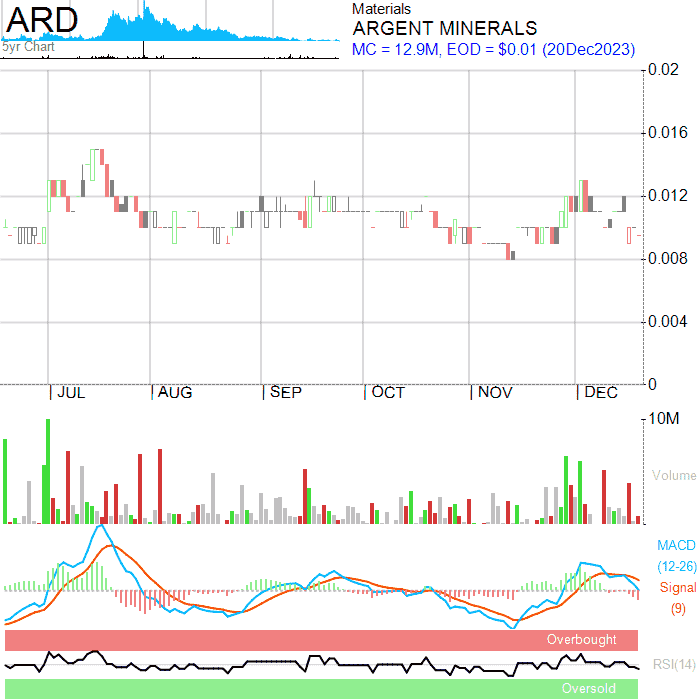 ARD
5yr Chart
Materials
ARGENT MINERALS
MC = 12.9M, EOD = $0.01 (20Dec2023)
0.02
0.016
0.012
0.008
0.004
0
JUL AUG SEP OCT NOV DEC
10M
Volume
MACD
(12-26)
Signal
(9)
Overbought
RSI(14)
Oversold